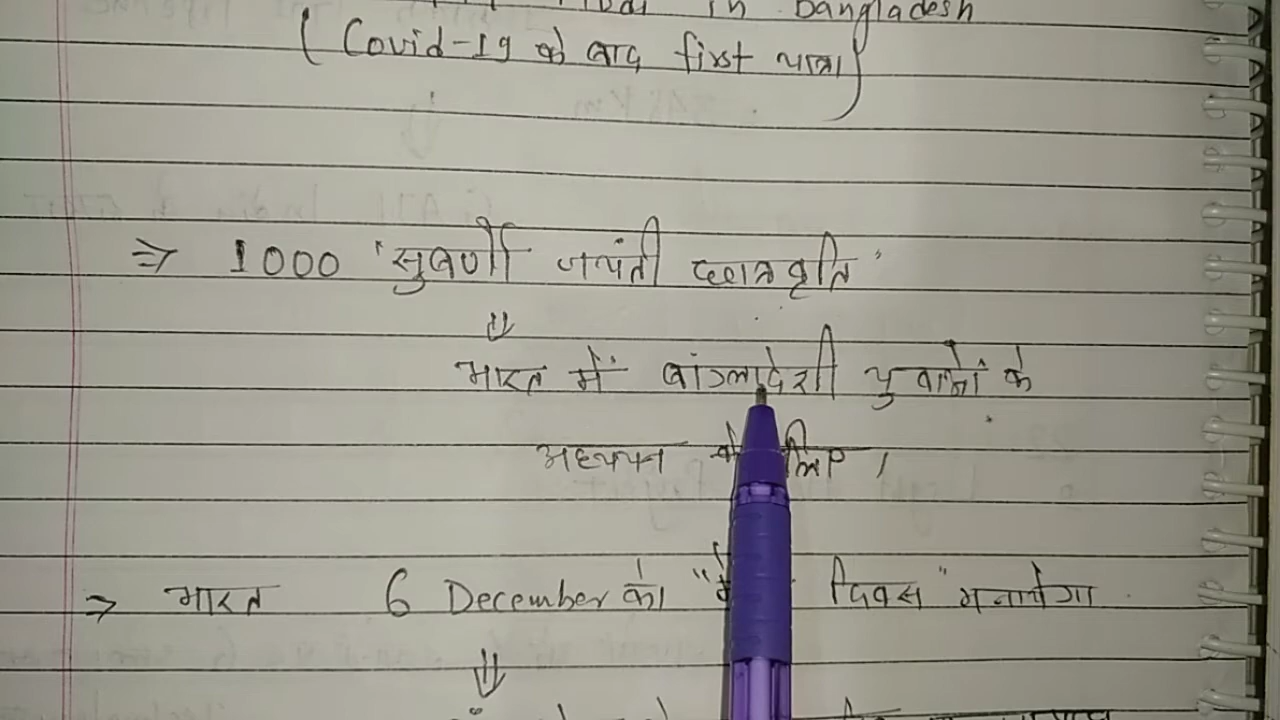 in Bangladesh
( Covid-19 के बाद first यात्रा)
⇒ 1000 'सुवर्ण जयंती छात्रवृति'
भारत में बांग्लादेशी युवाओं के
अध्ययन के लिए।
⇒ भारत 6 December को " दिवस" मनायेगा